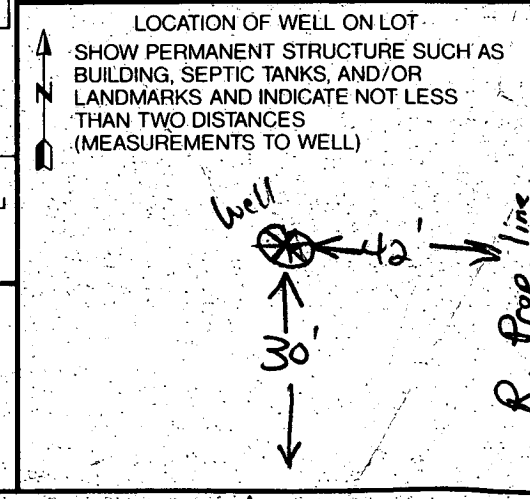 LOCATION OF WELL ON LOT
SHOW PERMANENT STRUCTURE SUCH AS
BUILDING, SEPTIC TANKS, AND/OR
LANDMARKS AND INDICATE NOT LESS
THAN TWO DISTANCES
(MEASUREMENTS TO WELL)
N
Well
42'
30'
R. Prop line